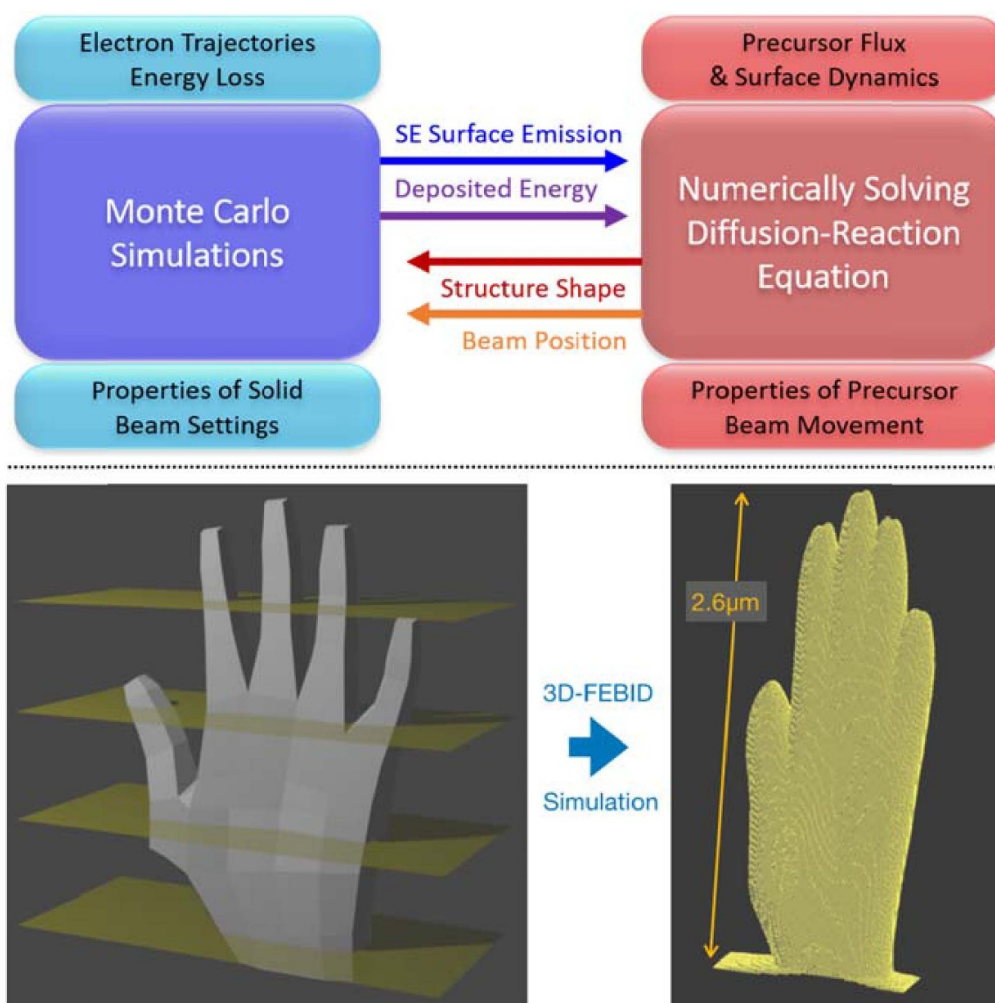 Electron Trajectories
Energy Loss
Precursor Flux
& Surface Dynamics
Monte Carlo
Simulations
SE Surface Emission
Deposited Energy
Structure Shape
Beam Position
Numerically Solving
Diffusion-Reaction
Equation
Properties of Solid
Beam Settings
Properties of Precursor
Beam Movement
3D-FEBID
Simulation
2.6µm